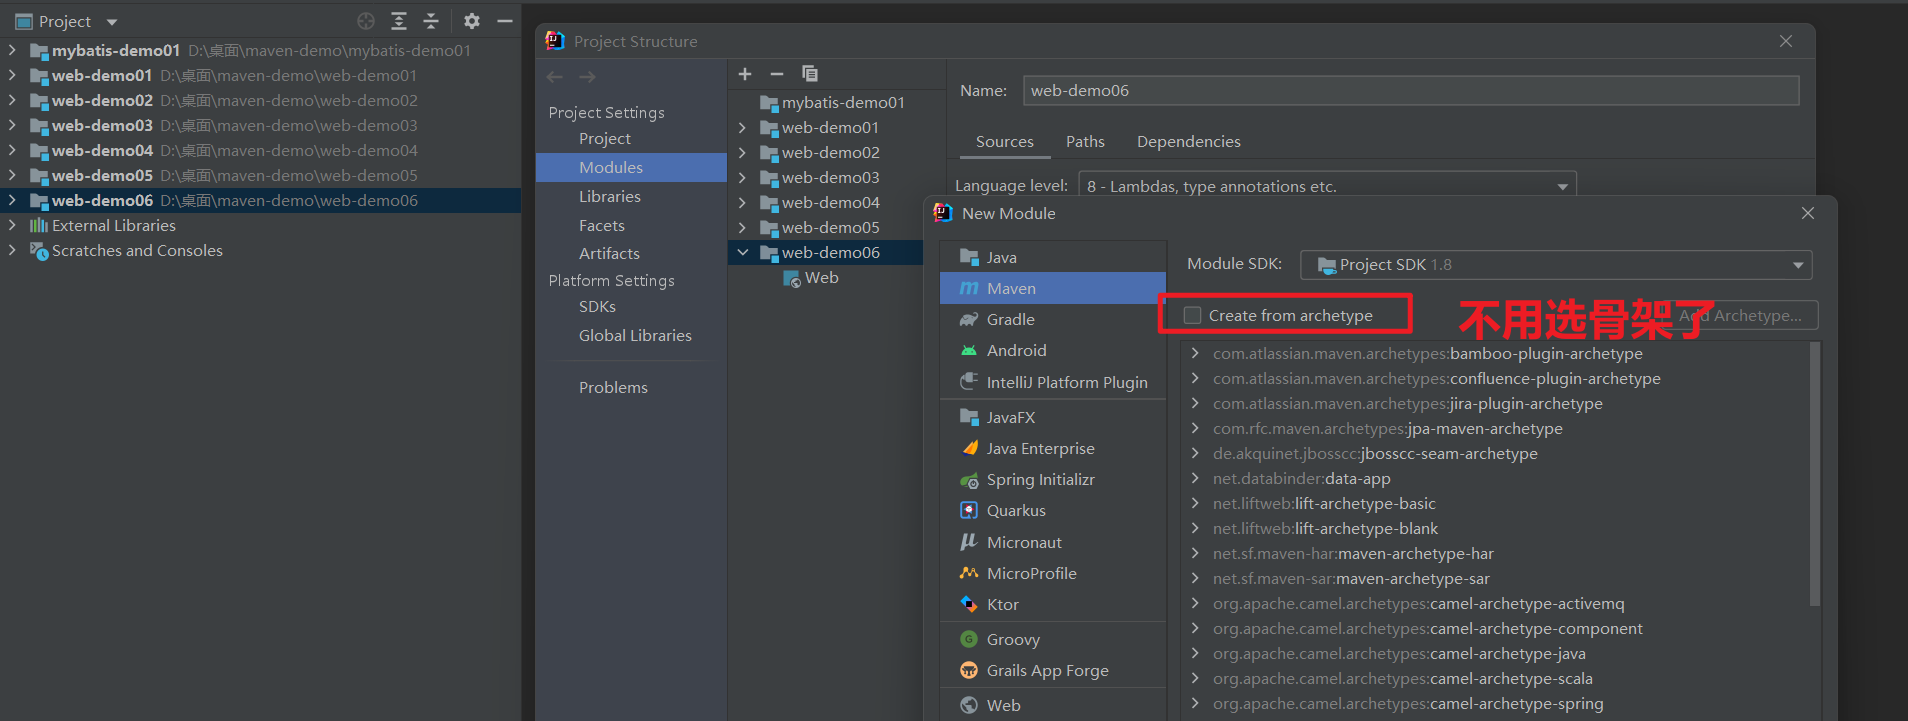 Project
mybatis-demo01 D:\桌面\maven-demo\mybatis-demo01
web-demo01 D:\桌面\maven-demo\web-demo01
web-demo02 D:\桌面\maven-demo\web-demo02
web-demo03 D:\桌面\maven-demo\web-demo03
web-demo04 D:\桌面\maven-demo\web-demo04
web-demo05 D:\桌面\maven-demo\web-demo05
web-demo06 D:\桌面\maven-demo\web-demo06
External Libraries
Scratches and Consoles
Project Structure
Project Settings
Project
Modules
Libraries
Facets
Artifacts
Platform Settings
SDKs
Global Libraries
Problems
mybatis-demo01
web-demo01
web-demo02
web-demo03
web-demo04
web-demo05
web-demo06
Web
Name: web-demo06
Sources Paths Dependencies
Language level: 8 - Lambdas, type annotations etc.
New Module
Java
Maven
Gradle
Android
IntelliJ Platform Plugin
JavaFX
Java Enterprise
Spring Initializr
Quarkus
Micronaut
MicroProfile
Ktor
Groovy
Grails App Forge
Web
Module SDK: Project SDK 1.8
Create from archetype
不用选骨架了
Add Archetype...
com.atlassian.maven.archetypes:bamboo-plugin-archetype
com.atlassian.maven.archetypes:confluence-plugin-archetype
com.atlassian.maven.archetypes:jira-plugin-archetype
com.rfc.maven.archetypes:jpa-maven-archetype
de.akquinet.jbosscc:jbosscc-seam-archetype
net.databinder:data-app
net.liftweb:lift-archetype-basic
net.liftweb:lift-archetype-blank
net.sf.maven-har:maven-archetype-har
net.sf.maven-sar:maven-archetype-sar
org.apache.camel.archetypes:camel-archetype-activemq
org.apache.camel.archetypes:camel-archetype-component
org.apache.camel.archetypes:camel-archetype-java
org.apache.camel.archetypes:camel-archetype-scala
org.apache.camel.archetypes:camel-archetype-spring